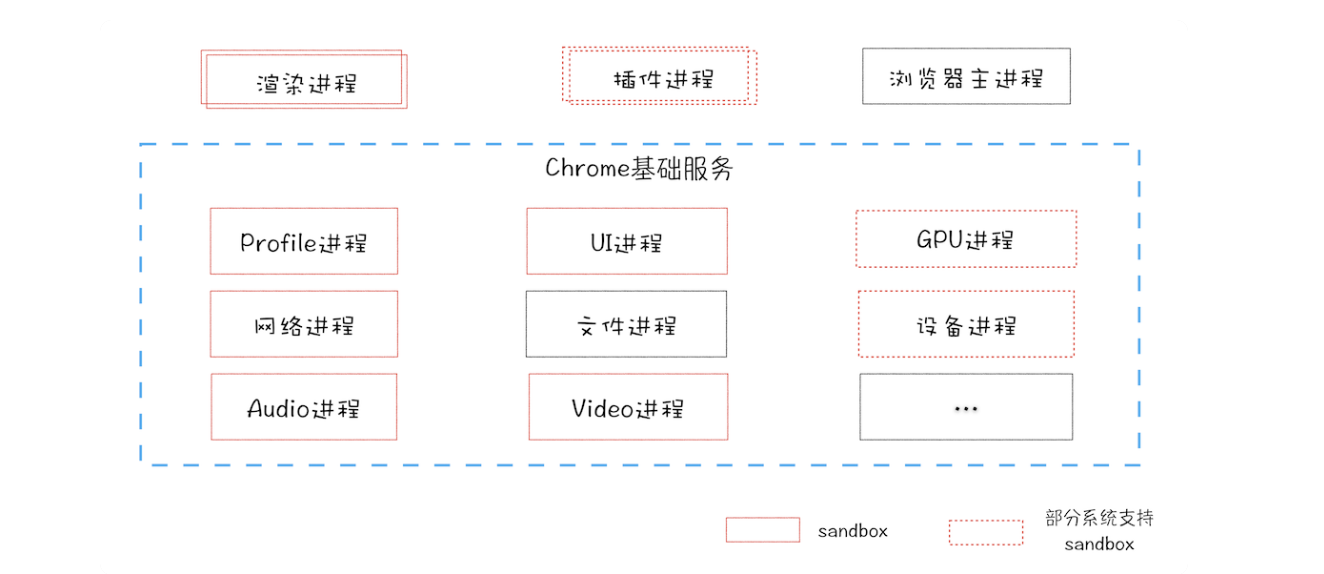 渲染进程
插件进程
浏览器主进程
Chrome基础服务
Profile进程
UI进程
GPU进程
网络进程
文件进程
设备进程
Audio进程
Video进程
...
sandbox
部分系统支持
sandbox